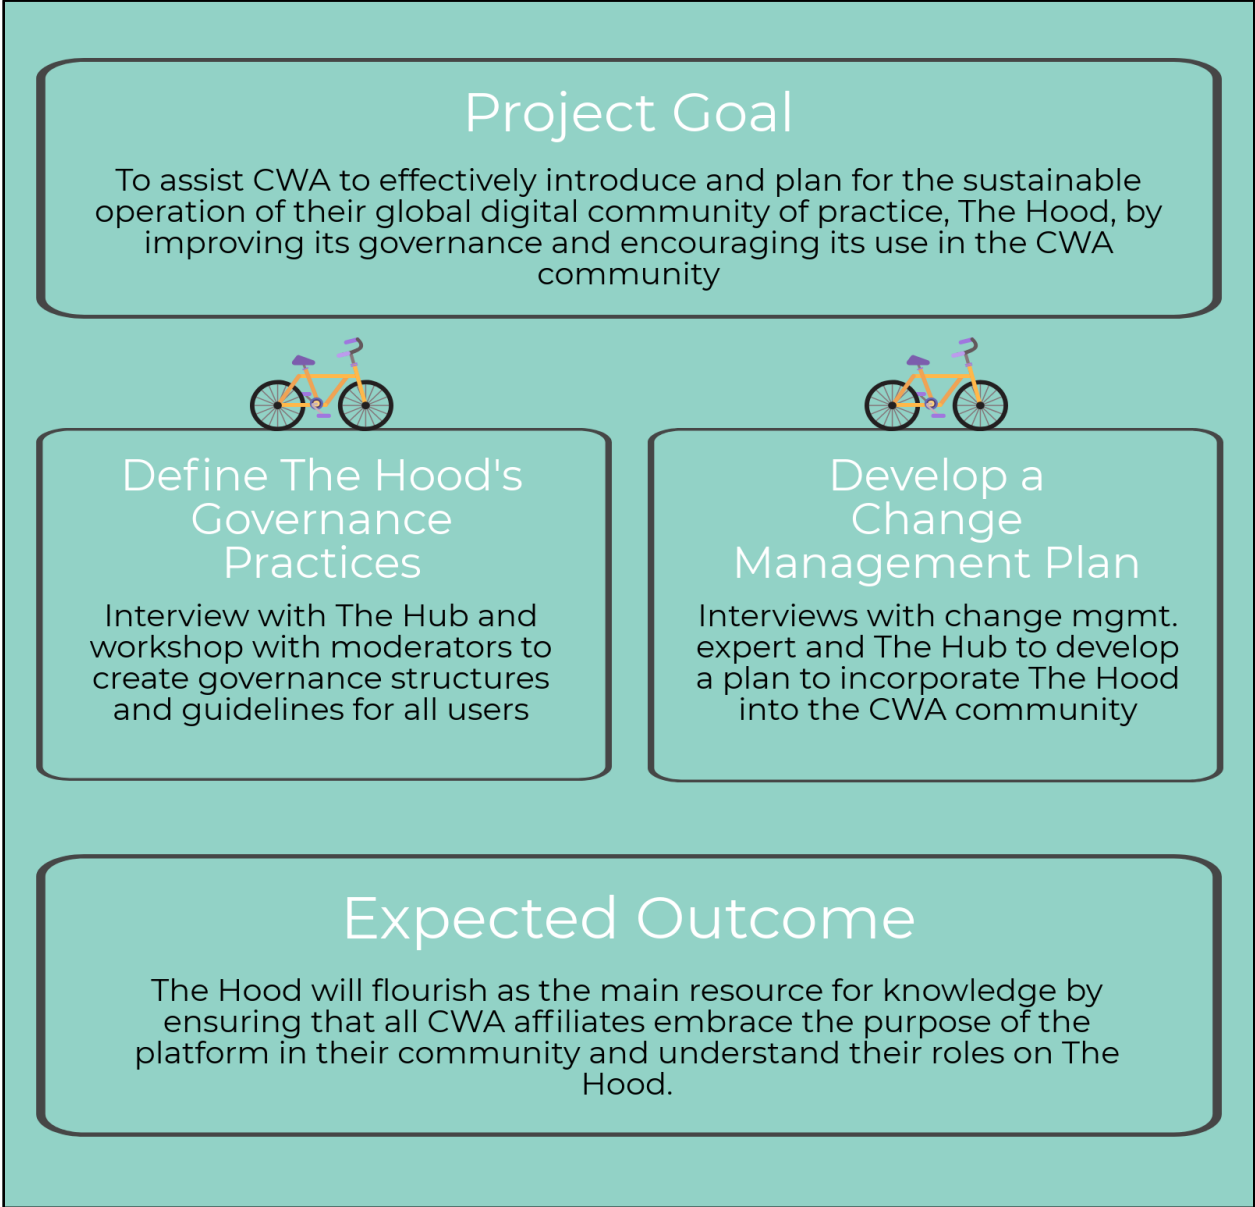 Project Goal
To assist CWA to effectively introduce and plan for the sustainable
operation of their global digital community of practice, The Hood, by
improving its governance and encouraging its use in the CWA
community
Define The Hood's
Governance
Practices
Interview with The Hub and
workshop with moderators to
create governance structures
and guidelines for all users
Develop a
Change
Management Plan
Interviews with change mgmt.
expert and The Hub to develop
a plan to incorporate The Hood
into the CWA community
Expected Outcome
The Hood will flourish as the main resource for knowledge by
ensuring that all CWA affiliates embrace the purpose of the
platform in their community and understand their roles on The
Hood.